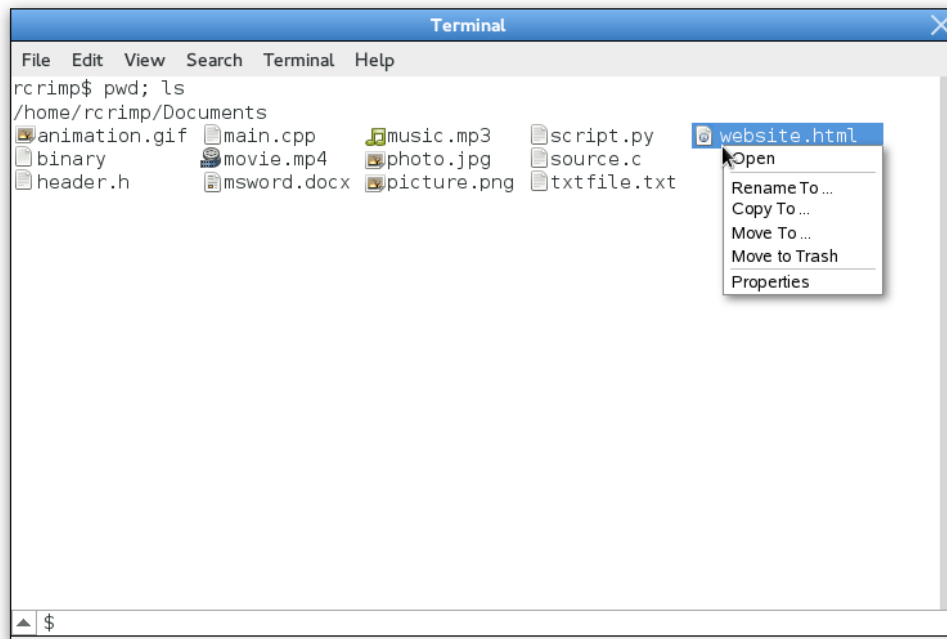 Terminal
File Edit View Search Terminal Help
rcrimp$ pwd; ls
/home/rcrimp/Documents
animation.gif main.cpp music.mp3 script.py website.html
binary movie.mp4 photo.jpg source.c
header.h msword.docx picture.png txtfile.txt
Open
Rename To ...
Copy To ...
Move To ...
Move to Trash
Properties
$